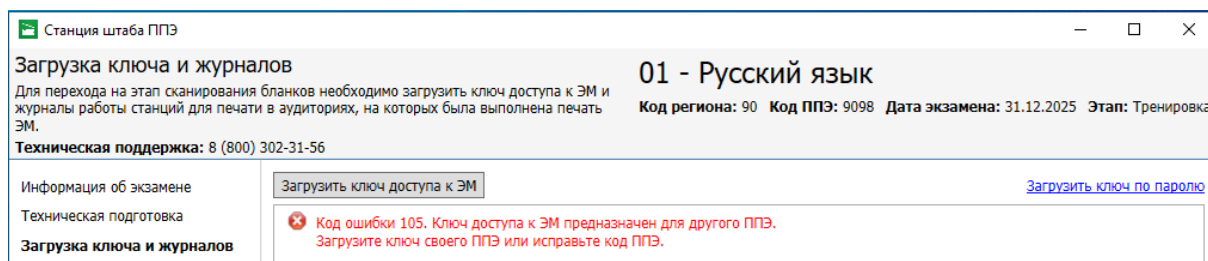 Станция штаба ППЭ
Загрузка ключа и журналов
Для перехода на этап сканирования бланков необходимо загрузить ключ доступа к ЭМ и
журналы работы станций для печати в аудиториях, на которых была выполнена печать
ЭМ.
Техническая поддержка: 8 (800) 302-31-56
01 - Русский язык
Код региона: 90 Код ППЭ: 9098 Дата экзамена: 31.12.2025 Этап: Тренировка
Информация об экзамене
Техническая подготовка
Загрузка ключа и журналов
Загрузить ключ доступа к ЭМ
Загрузить ключ по паролю
Код ошибки 105. Ключ доступа к ЭМ предназначен для другого ППЭ.
Загрузите ключ своего ППЭ или исправьте код ППЭ.